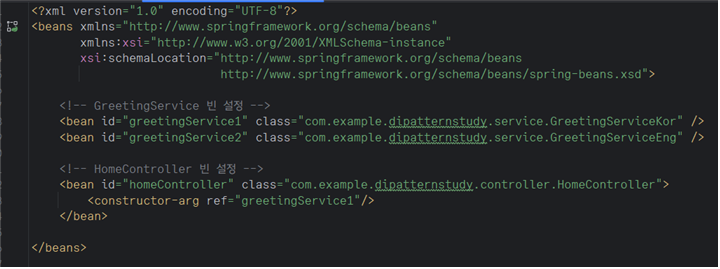 <?xml version="1.0" encoding="UTF-8"?>
<beans xmlns="http://www.springframework.org/schema/beans"
xmlns:xsi="http://www.w3.org/2001/XMLSchema-instance"
xsi:schemaLocation="http://www.springframework.org/schema/beans
http://www.springframework.org/schema/beans/spring-beans.xsd">
<!-- GreetingService 빈 설정 -->
<bean id="greetingService1" class="com.example.dipatternstudy.service.GreetingServiceKor" />
<bean id="greetingService2" class="com.example.dipatternstudy.service.GreetingServiceEng" />
<!-- HomeController 빈 설정 -->
<bean id="homeController" class="com.example.dipatternstudy.controller.HomeController">
<constructor-arg ref="greetingService1"/>
</bean>
</beans>